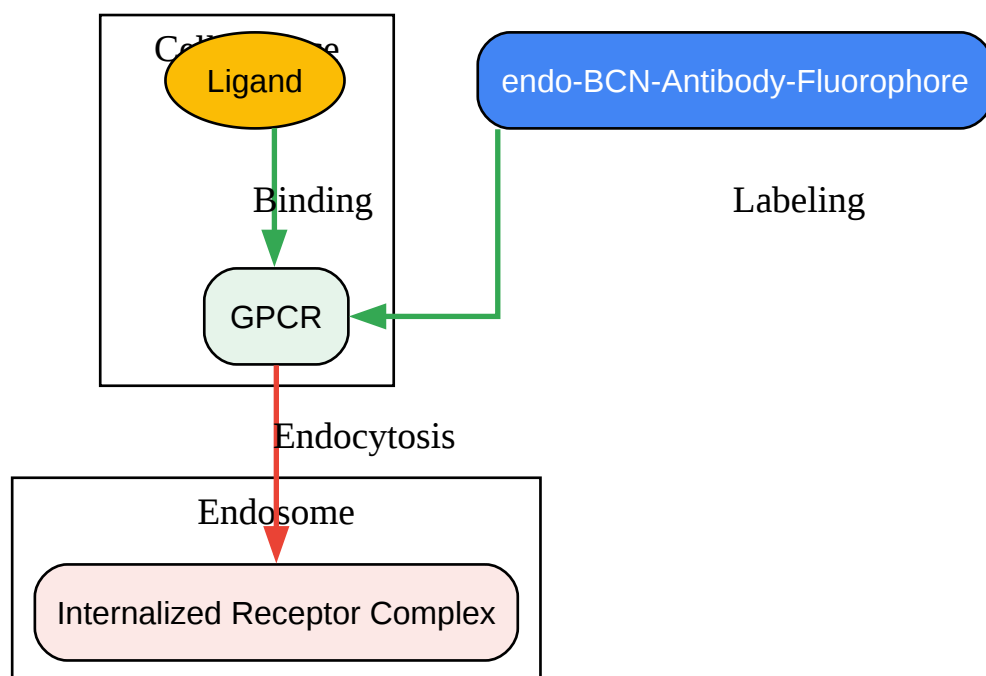 Ligand
endo-BCN-Antibody-Fluorophore
Binding
Labeling
GPCR
Endocytosis
Endosome
Internalized Receptor Complex